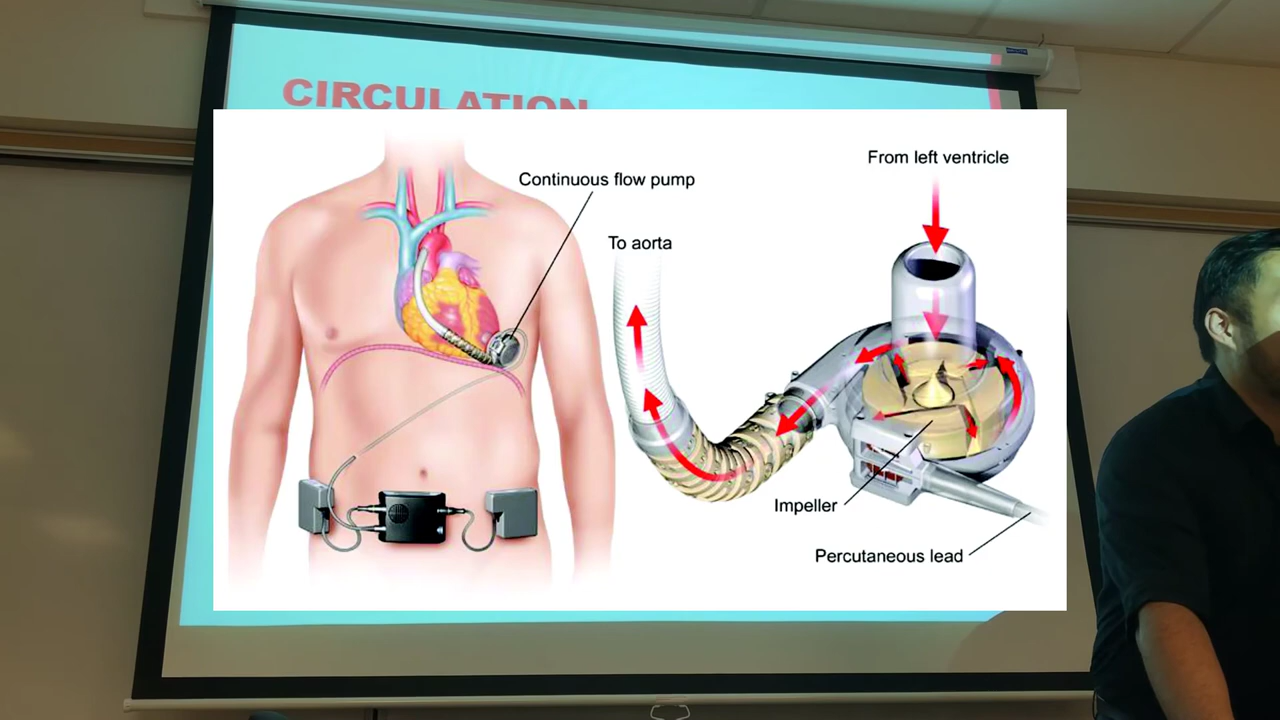 CIRCULATION
Continuous flow pump
From left ventricle
To aorta
Impeller
Percutaneous lead